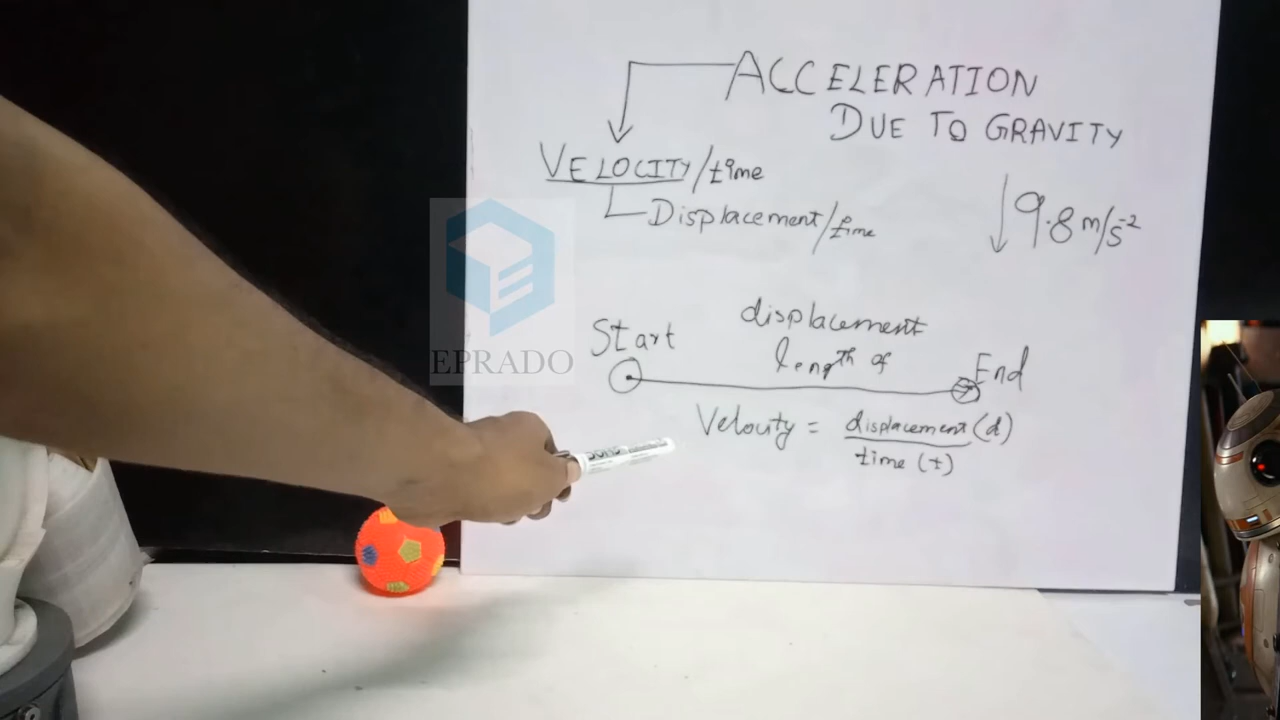 ACCELERATION
DUE TO GRAVITY
VELOCITY/time
Displacement/time
9.8 m/s-2
Start
displacement
length of
End
EPRADO
Velocity = displacement (d)
time (t)